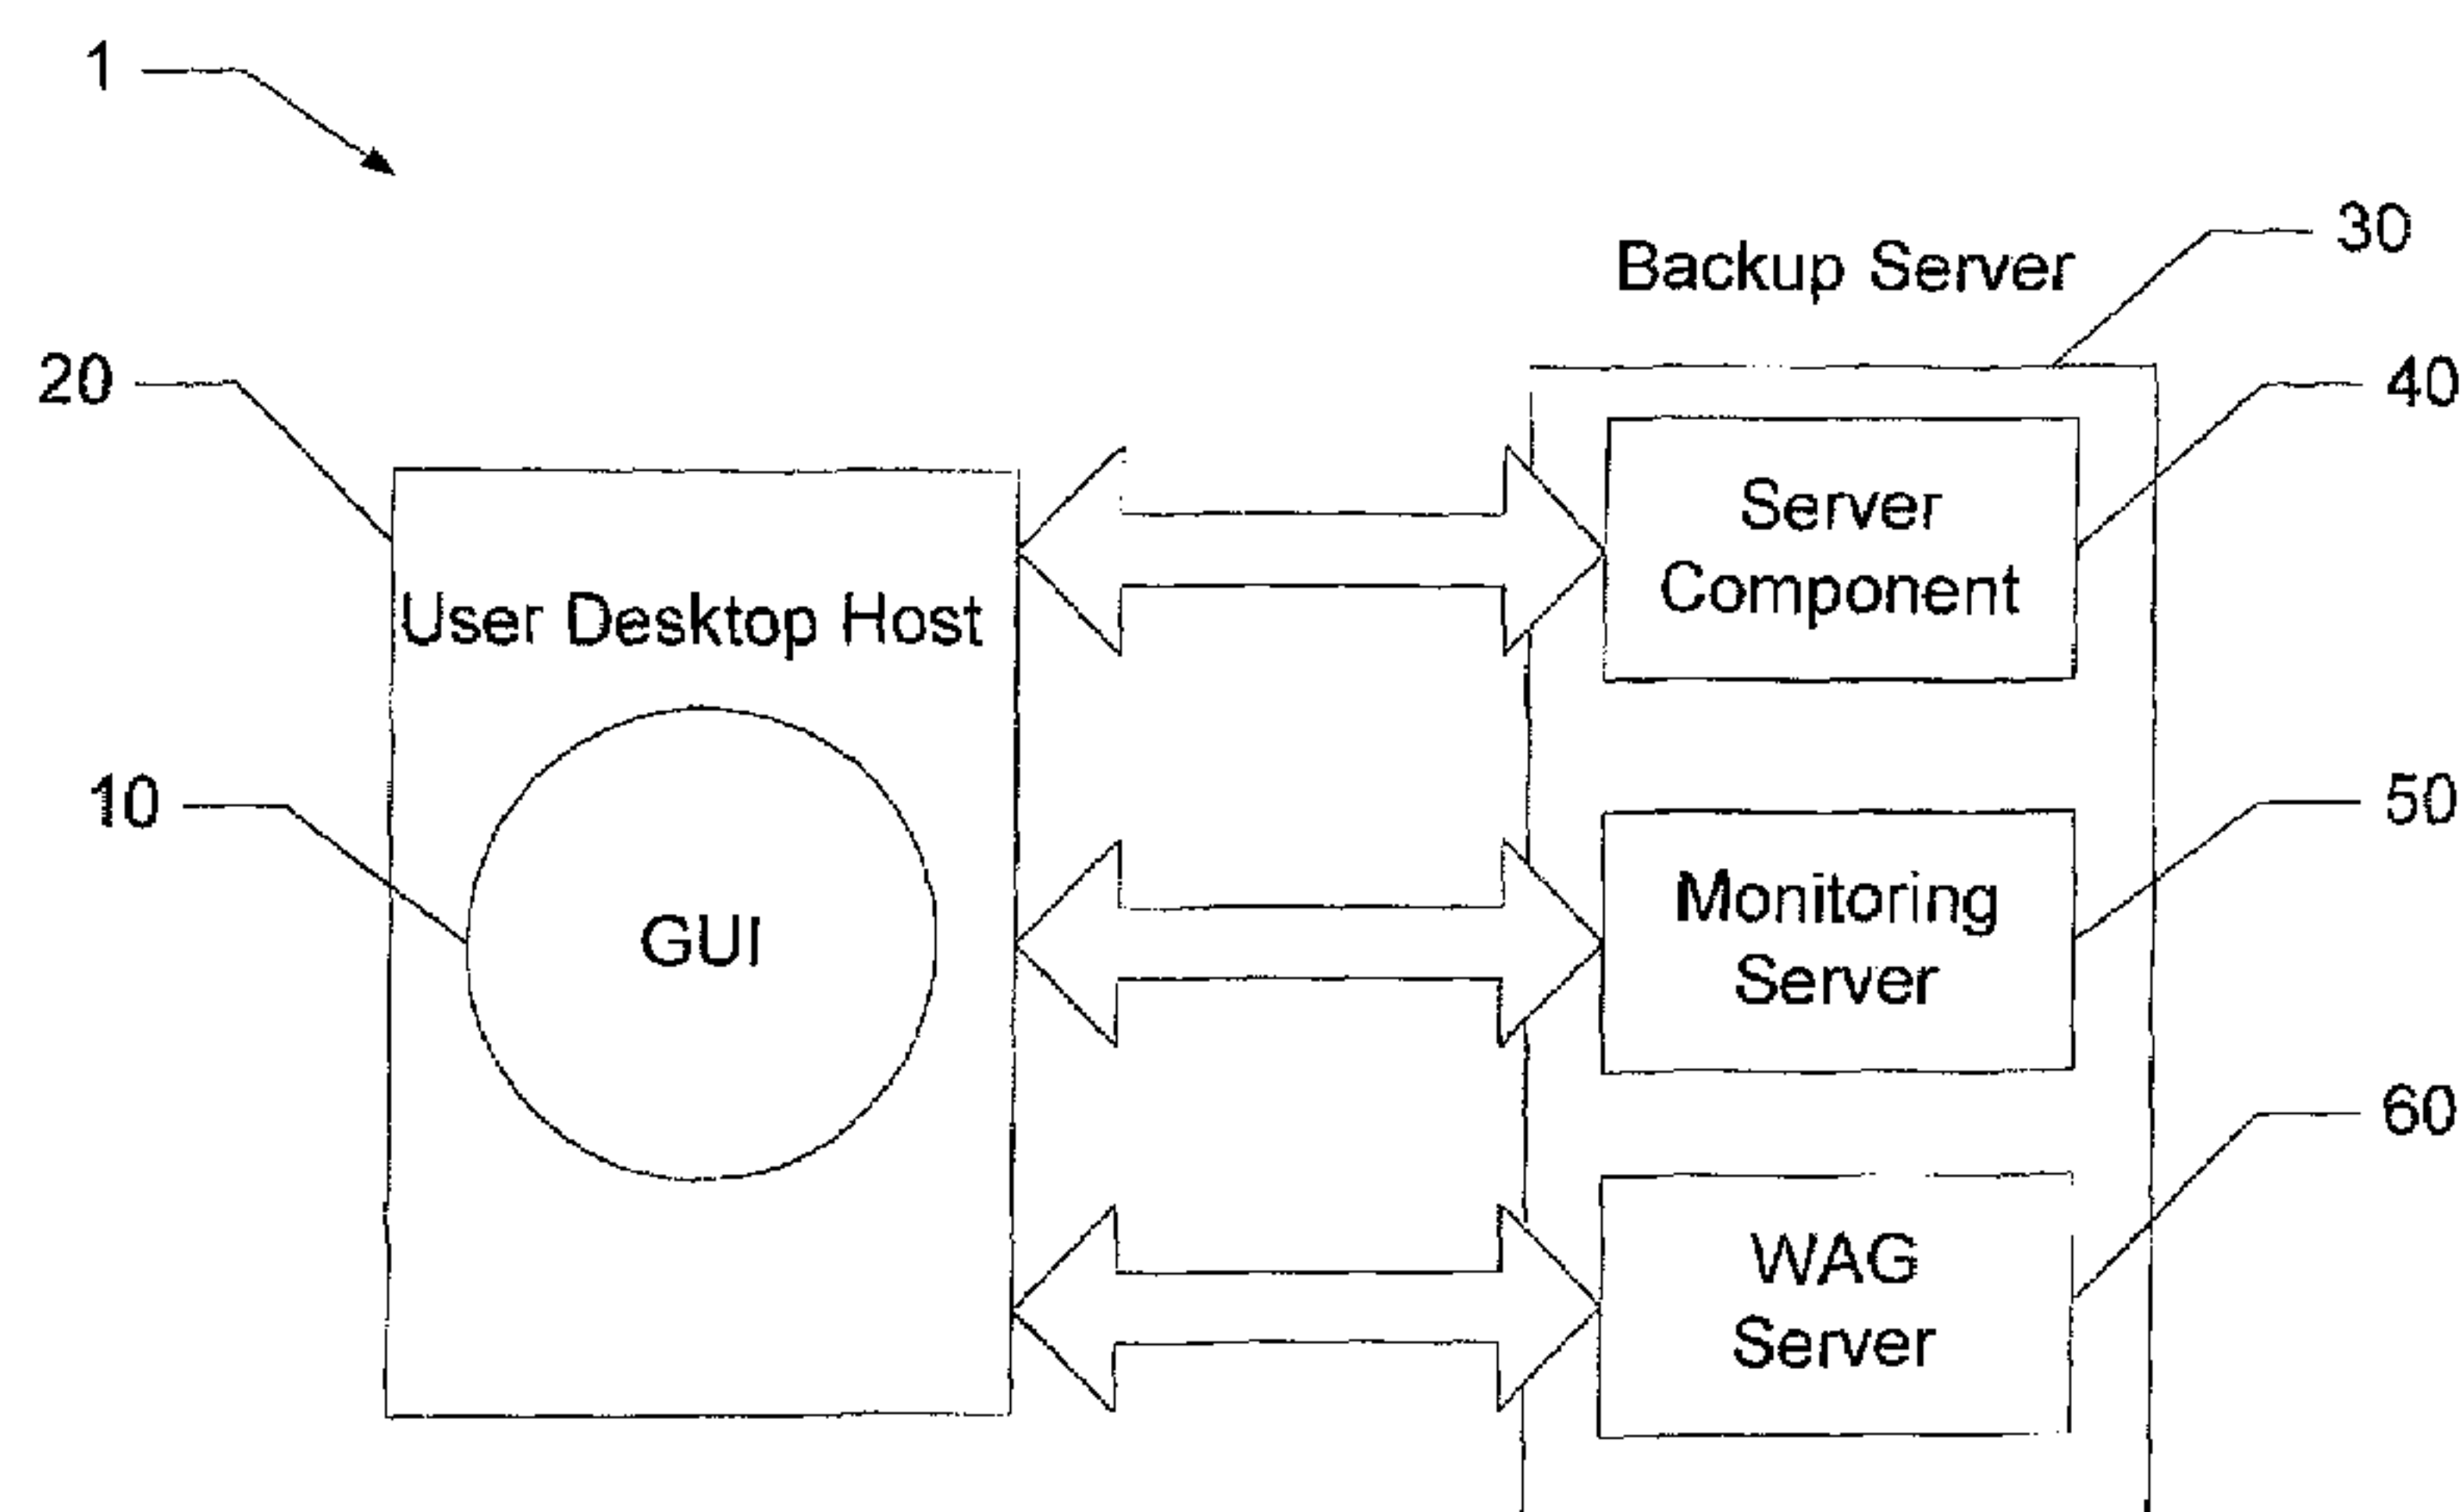 1
30
Backup Server
20
40
Server
Component
User Desktop Host
10
50
GUI
Monitoring
Server
60
WAG
Server